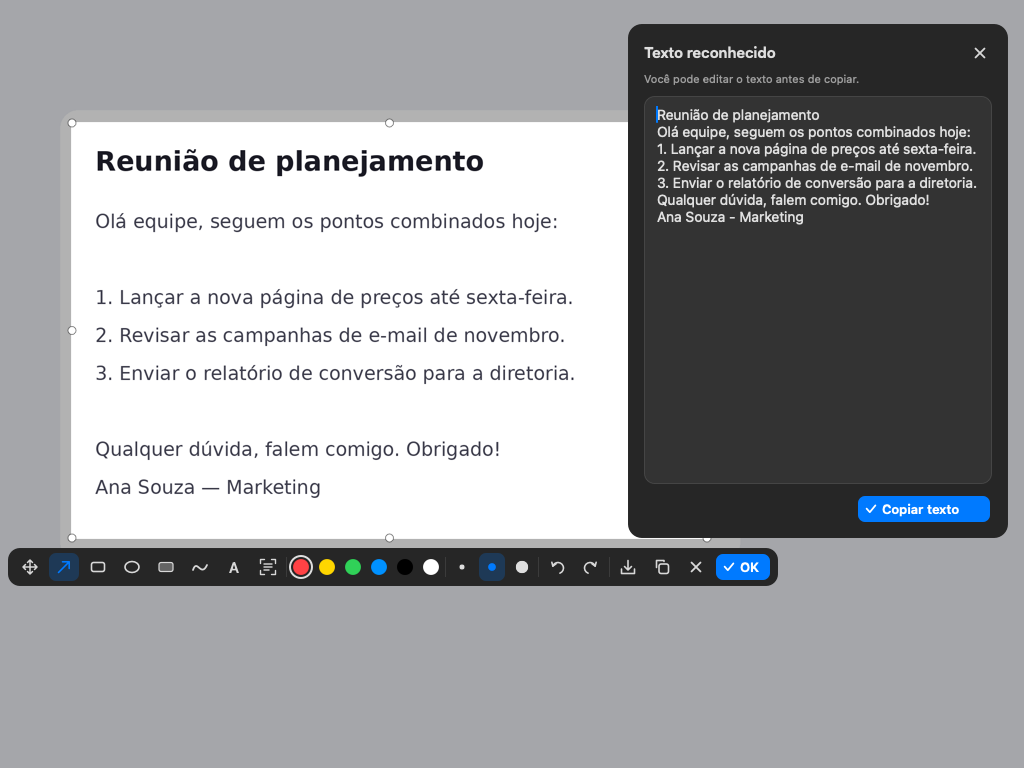 Reunião de planejamento
Olá equipe, seguem os pontos combinados hoje:
1. Lançar a nova página de preços até sexta-feira.
2. Revisar as campanhas de e-mail de novembro.
3. Enviar o relatório de conversão para a diretoria.
Qualquer dúvida, falem comigo. Obrigado!
Ana Souza — Marketing
Texto reconhecido
Você pode editar o texto antes de copiar.
Reunião de planejamento
Olá equipe, seguem os pontos combinados hoje:
1. Lançar a nova página de preços até sexta-feira.
2. Revisar as campanhas de e-mail de novembro.
3. Enviar o relatório de conversão para a diretoria.
Qualquer dúvida, falem comigo. Obrigado!
Ana Souza - Marketing
Copiar texto
A
OK